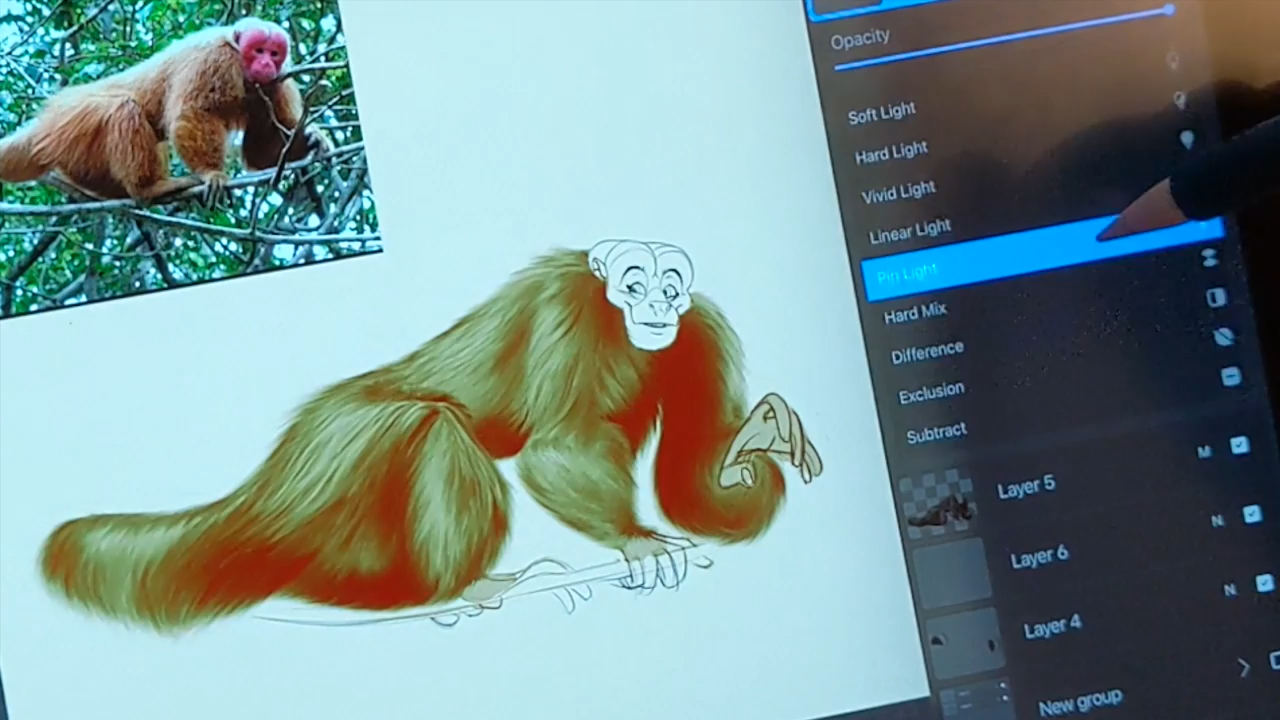 Opacity
Soft Light
Hard Light
Vivid Light
Linear Light
Pin Light
Hard Mix
Difference
Exclusion
Subtract
M
Layer 5
N
Layer 6
N
Layer 4
New group